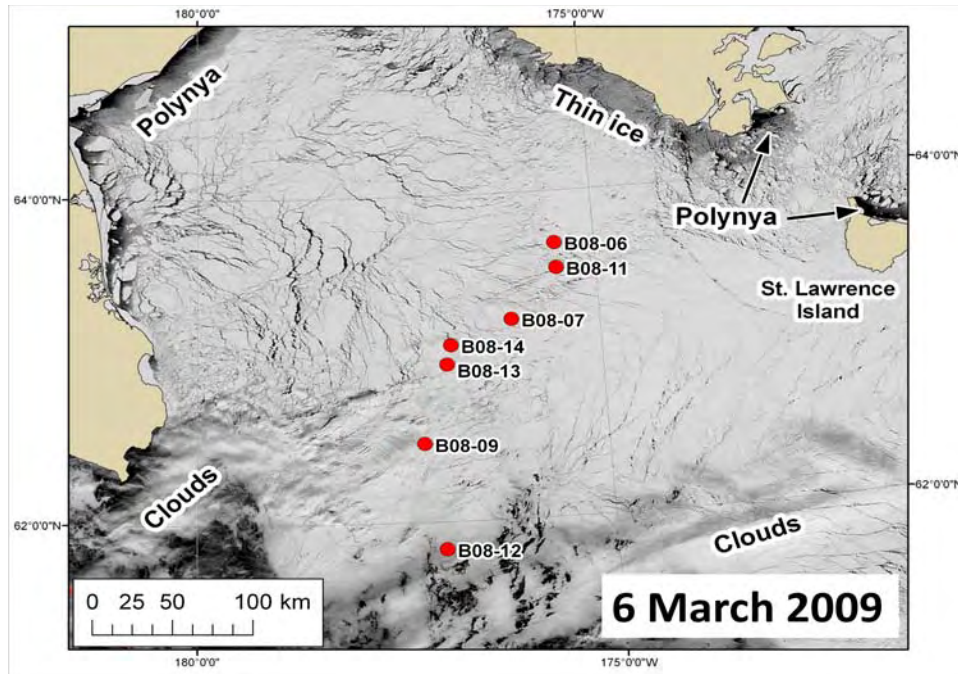 180°0'0"
175°0'0"W
Polynya
Thin ice
64°0'0"N
64°0'0"N
Polynya
B08-06
B08-11
St. Lawrence
Island
B08-07
B08-14
B08-13
B08-09
Clouds
62°0'0"N
62°0'0"N
Clouds
B08-12
0 25 50 100 km
6 March 2009
180°0'0"
175°0'0"W